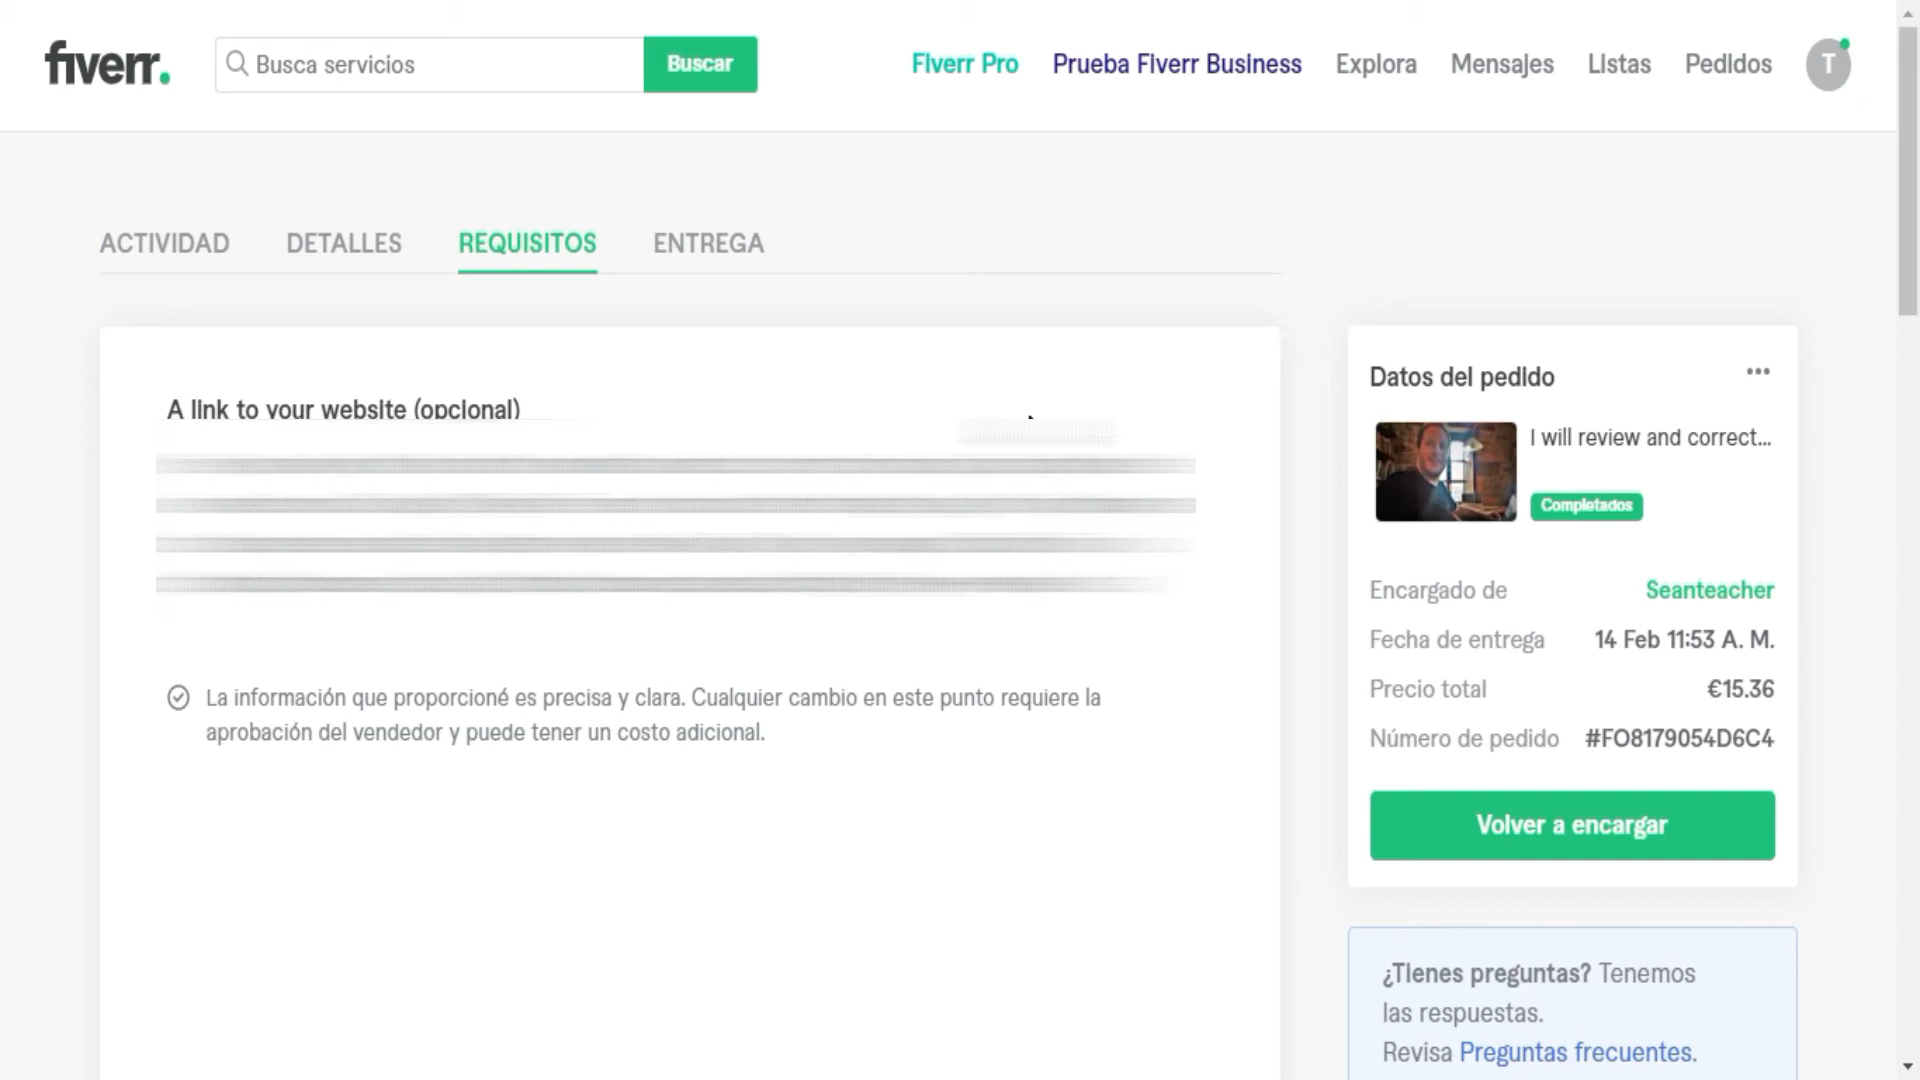 fiverr.
Busca servicios
Buscar
Fiverr Pro
Prueba Fiverr Business
Explora
Mensajes
Listas
Pedidos
T
ACTIVIDAD
DETALLES
REQUISITOS
ENTREGA
A link to your website (opcional)
La información que proporcioné es precisa y clara. Cualquier cambio en este punto requiere la
aprobación del vendedor y puede tener un costo adicional.
Datos del pedido
I will review and correct...
Completados
Encargado de Seanteacher
Fecha de entrega 14 Feb 11:53 A. M.
Precio total €15.36
Número de pedido #FO8179054D6C4
Volver a encargar
¿Tienes preguntas? Tenemos
las respuestas.
Revisa Preguntas frecuentes.